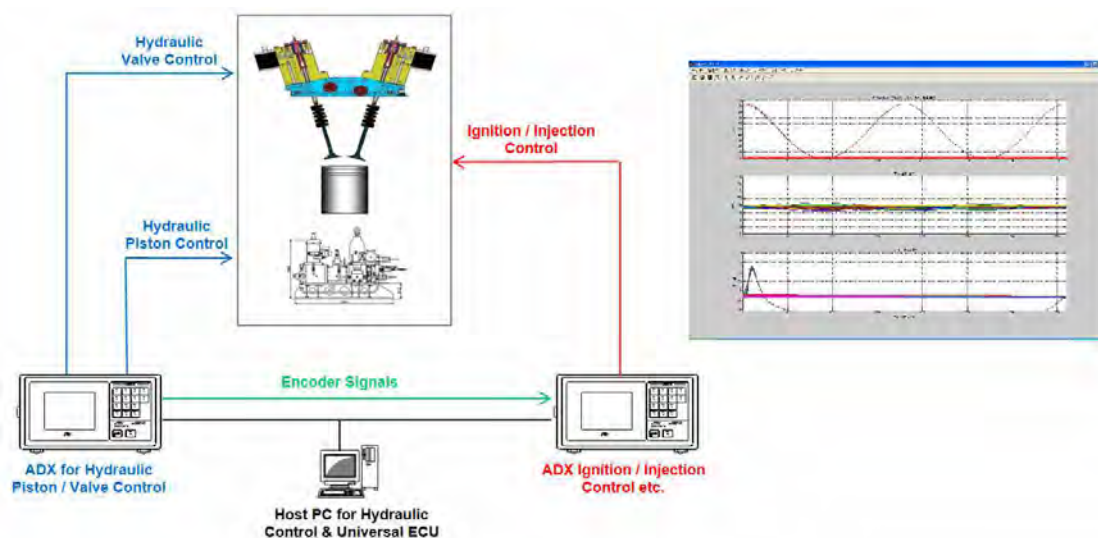 Hydraulic
Valve Control
Ignition / Injection
Control
Hydraulic
Piston Control
Encoder Signals
ADX for Hydraulic
Piston / Valve Control
ADX Ignition / Injection
Control etc.
Host PC for Hydraulic
Control & Universal ECU